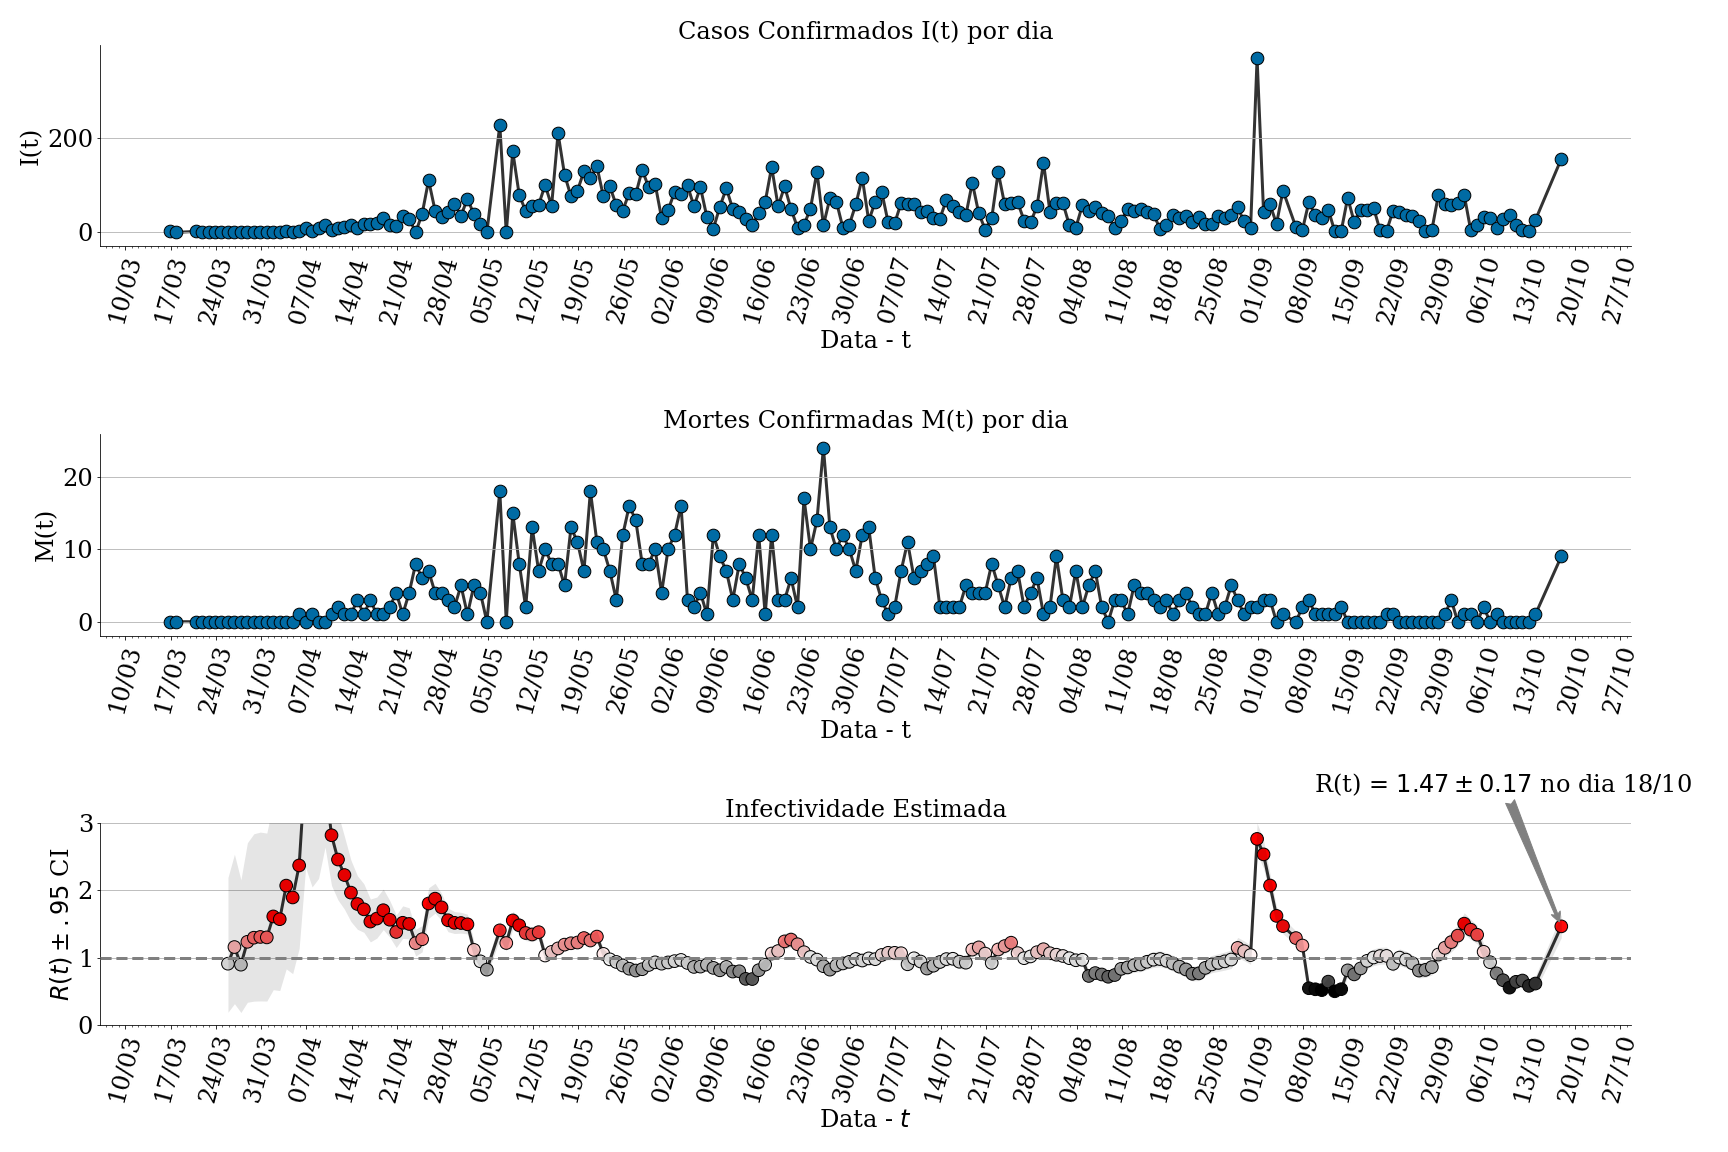 Casos Confirmados I(t) por dia
I(t)
200
0
10/03 17/03 24/03 31/03 07/04 14/04 21/04 28/04 05/05 12/05 19/05 26/05 02/06 09/06 16/06 23/06 30/06 07/07 14/07 21/07 28/07 04/08 11/08 18/08 25/08 01/09 08/09 15/09 22/09 29/09 06/10 13/10 20/10 27/10
Data - t
Mortes Confirmadas M(t) por dia
M(t)
20
10
0
10/03 17/03 24/03 31/03 07/04 14/04 21/04 28/04 05/05 12/05 19/05 26/05 02/06 09/06 16/06 23/06 30/06 07/07 14/07 21/07 28/07 04/08 11/08 18/08 25/08 01/09 08/09 15/09 22/09 29/09 06/10 13/10 20/10 27/10
Data - t
R(t) = 1.47 ± 0.17 no dia 18/10
Infectividade Estimada
R(t) ± .95 CI
3
2
1
0
10/03 17/03 24/03 31/03 07/04 14/04 21/04 28/04 05/05 12/05 19/05 26/05 02/06 09/06 16/06 23/06 30/06 07/07 14/07 21/07 28/07 04/08 11/08 18/08 25/08 01/09 08/09 15/09 22/09 29/09 06/10 13/10 20/10 27/10
Data - t